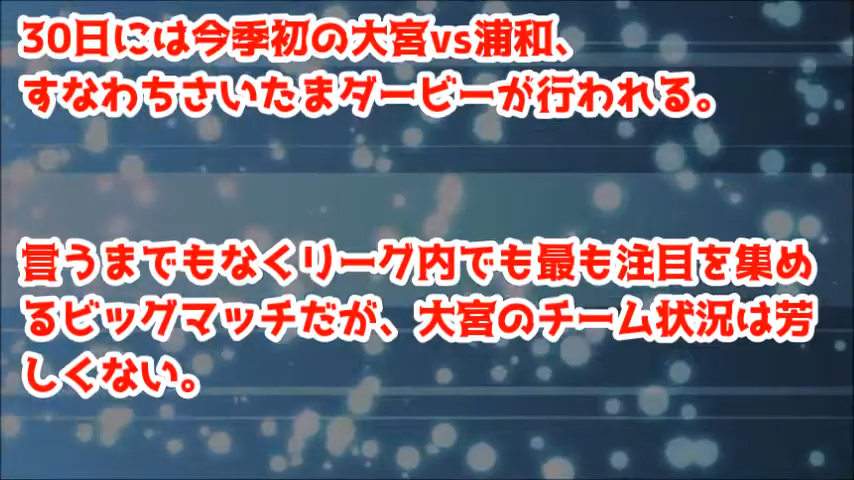 30日には今季初の大宮vs浦和、
すなわちさいたまダービーが行われる。
言うまでもなくリーグ内でも最も注目を集め
るビッグマッチだが、大宮のチーム状況は芳
しくない。